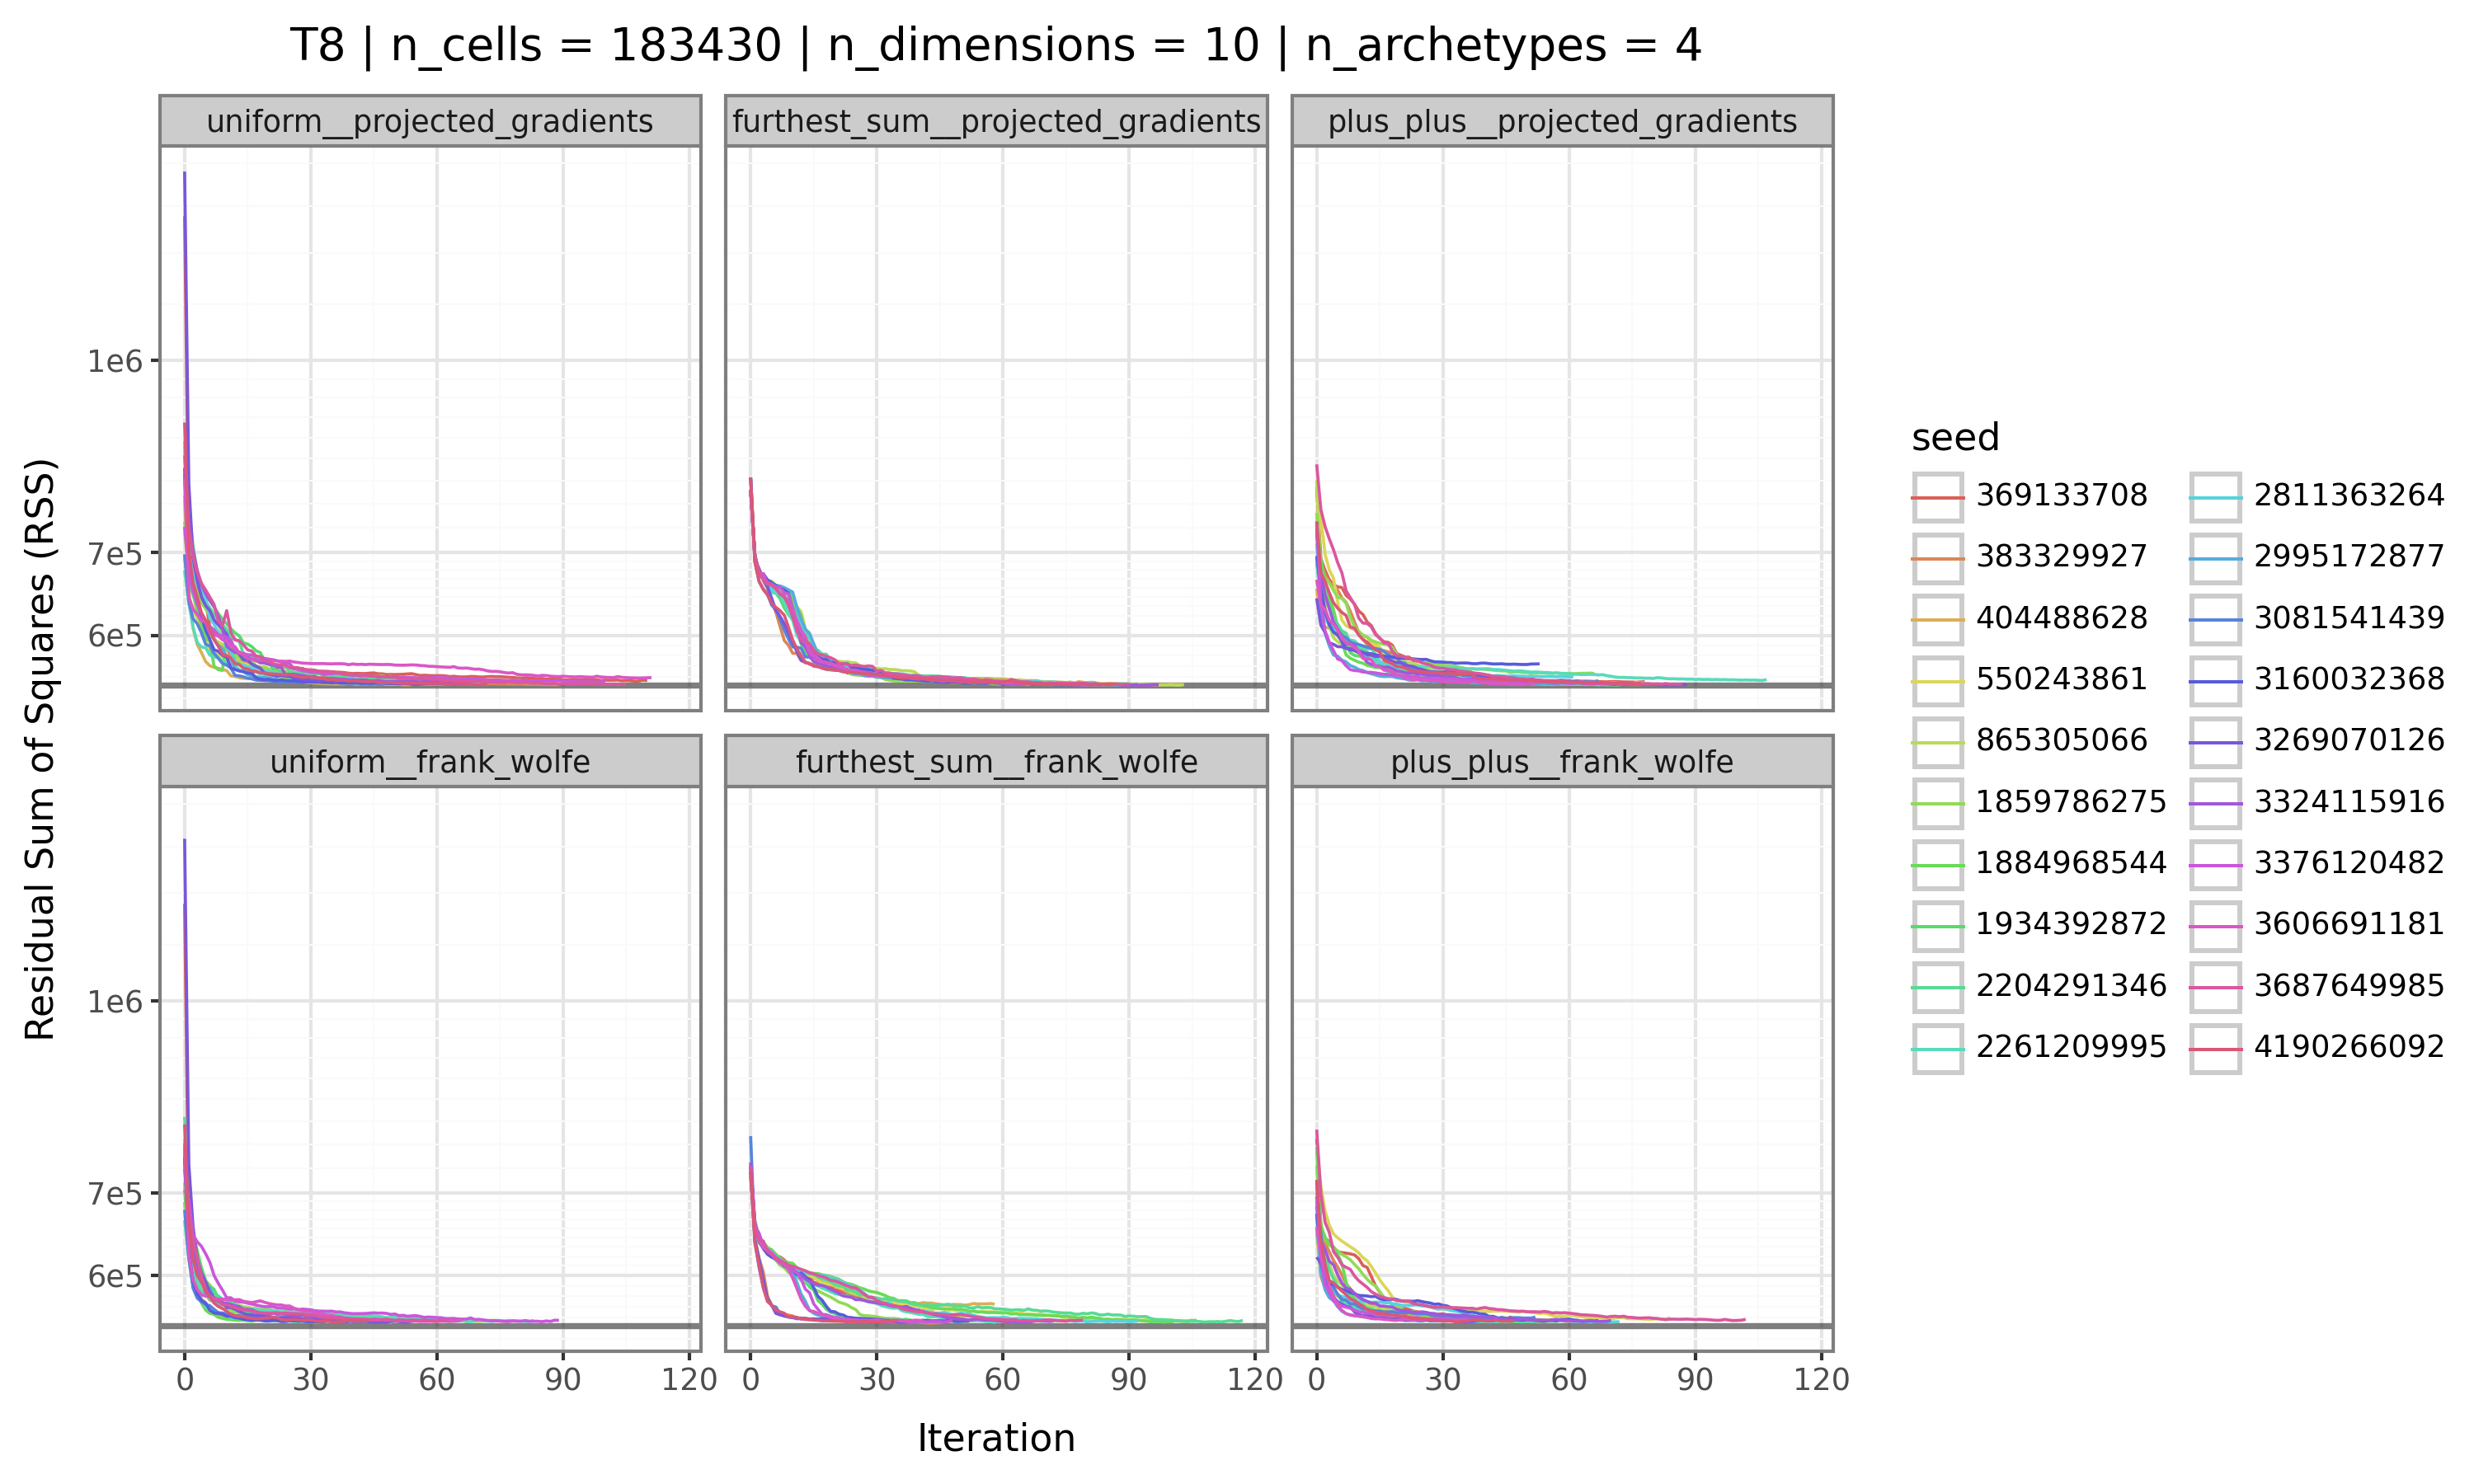 T8 | n_cells = 183430 | n_dimensions = 10 | n_archetypes = 4
uniform__projected_gradients
furthest_sum__projected_gradients
plus_plus__projected_gradients
1e6
7e5
6e5
uniform__frank_wolfe
furthest_sum__frank_wolfe
plus_plus__frank_wolfe
1e6
7e5
6e5
0 30 60 90 120
0 30 60 90 120
0 30 60 90 120
Iteration
Residual Sum of Squares (RSS)
seed
369133708
383329927
404488628
550243861
865305066
1859786275
1884968544
1934392872
2204291346
2261209995
2811363264
2995172877
3081541439
3160032368
3269070126
3324115916
3376120482
3606691181
3687649985
4190266092